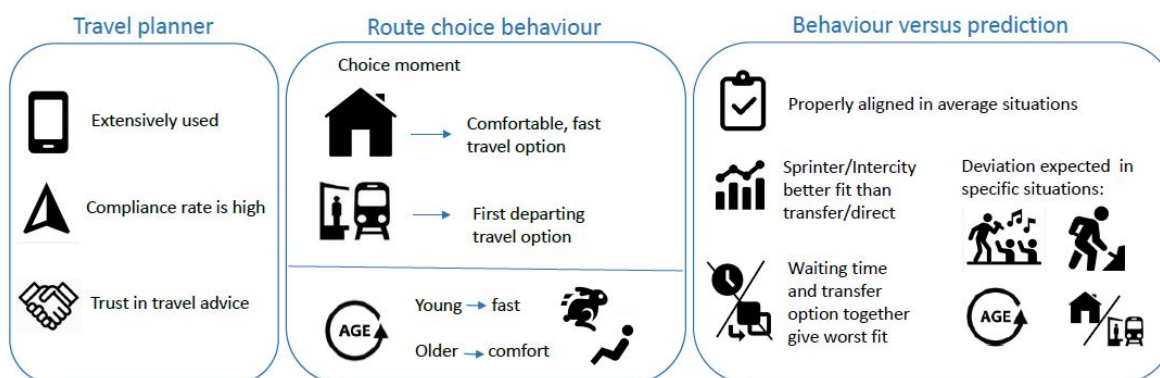 Travel planner
Extensively used
Compliance rate is high
Trust in travel advice
Route choice behaviour
Choice moment
Comfortable, fast
travel option
First departing
travel option
AGE
Young fast
Older comfort
Behaviour versus prediction
Properly aligned in average situations
Sprinter/Intercity
better fit than
transfer/direct
Waiting time
and transfer
option together
give worst fit
Deviation expected in
specific situations:
AGE